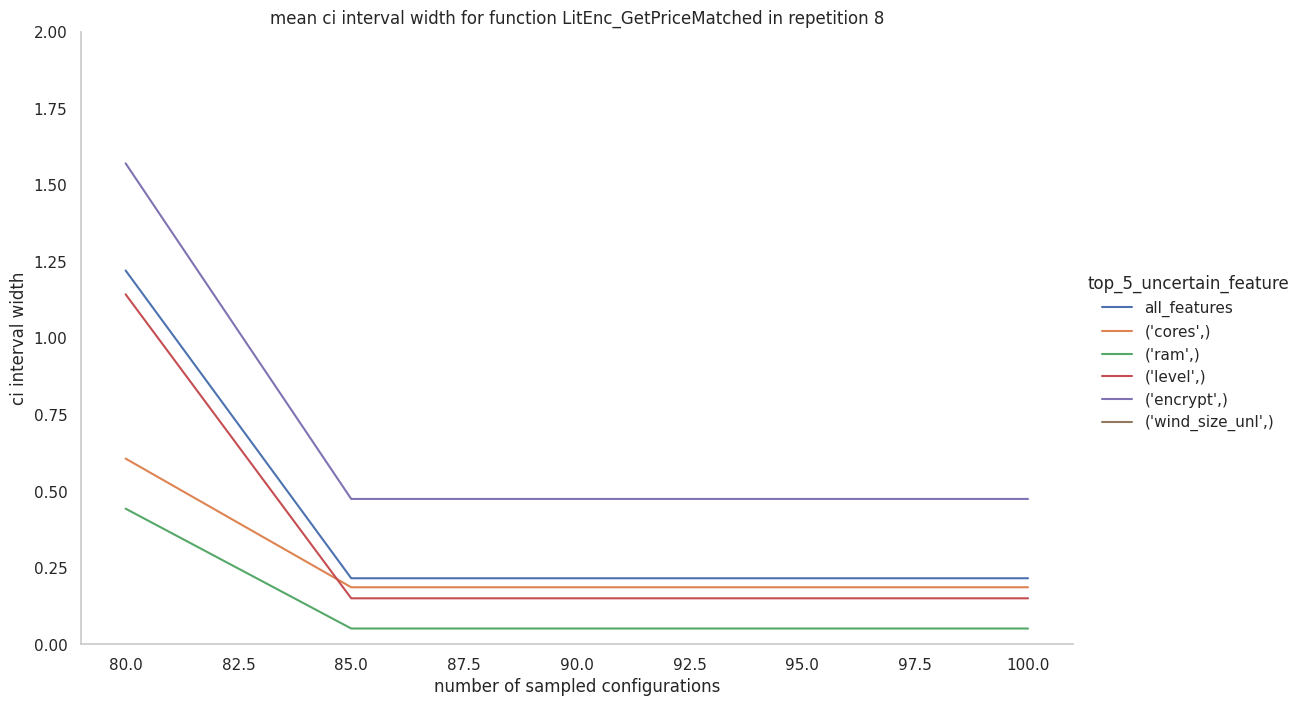 mean ci interval width for function LitEnc_GetPriceMatched in repetition 8
2.00
1.75
1.50
1.25
1.00
0.75
0.50
0.25
0.00
ci interval width
80.0 82.5 85.0 87.5 90.0 92.5 95.0 97.5 100.0
number of sampled configurations
top_5_uncertain_feature
all_features
('cores',)
('ram',)
('level',)
('encrypt',)
('wind_size_unl',)